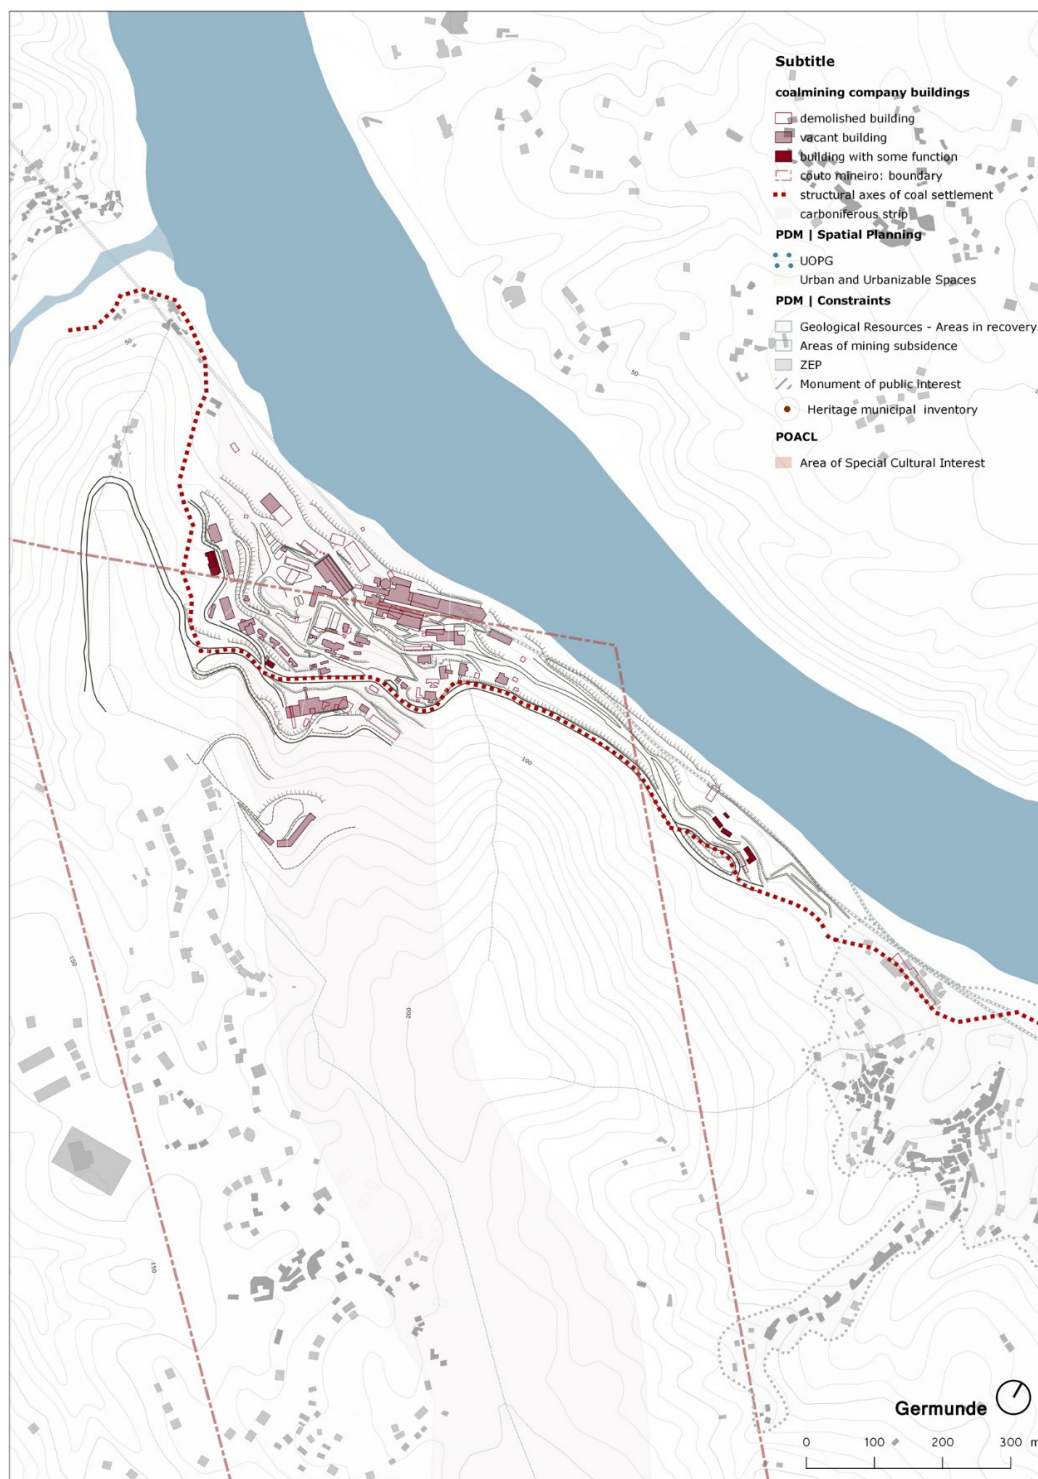 Subtitle
coalmining company buildings
demolished building
vacant building
building with some function
couto mineiro: boundary
structural axes of coal settlement
carboniferous strip
PDM | Spatial Planning
UOPG
Urban and Urbanizable Spaces
PDM | Constraints
Geological Resources - Areas in recovery
Areas of mining subsidence
ZEP
Monument of public interest
Heritage municipal inventory
POACL
Area of Special Cultural Interest
50
50
100
150
200
150
Germunde
0 100 200 300 m